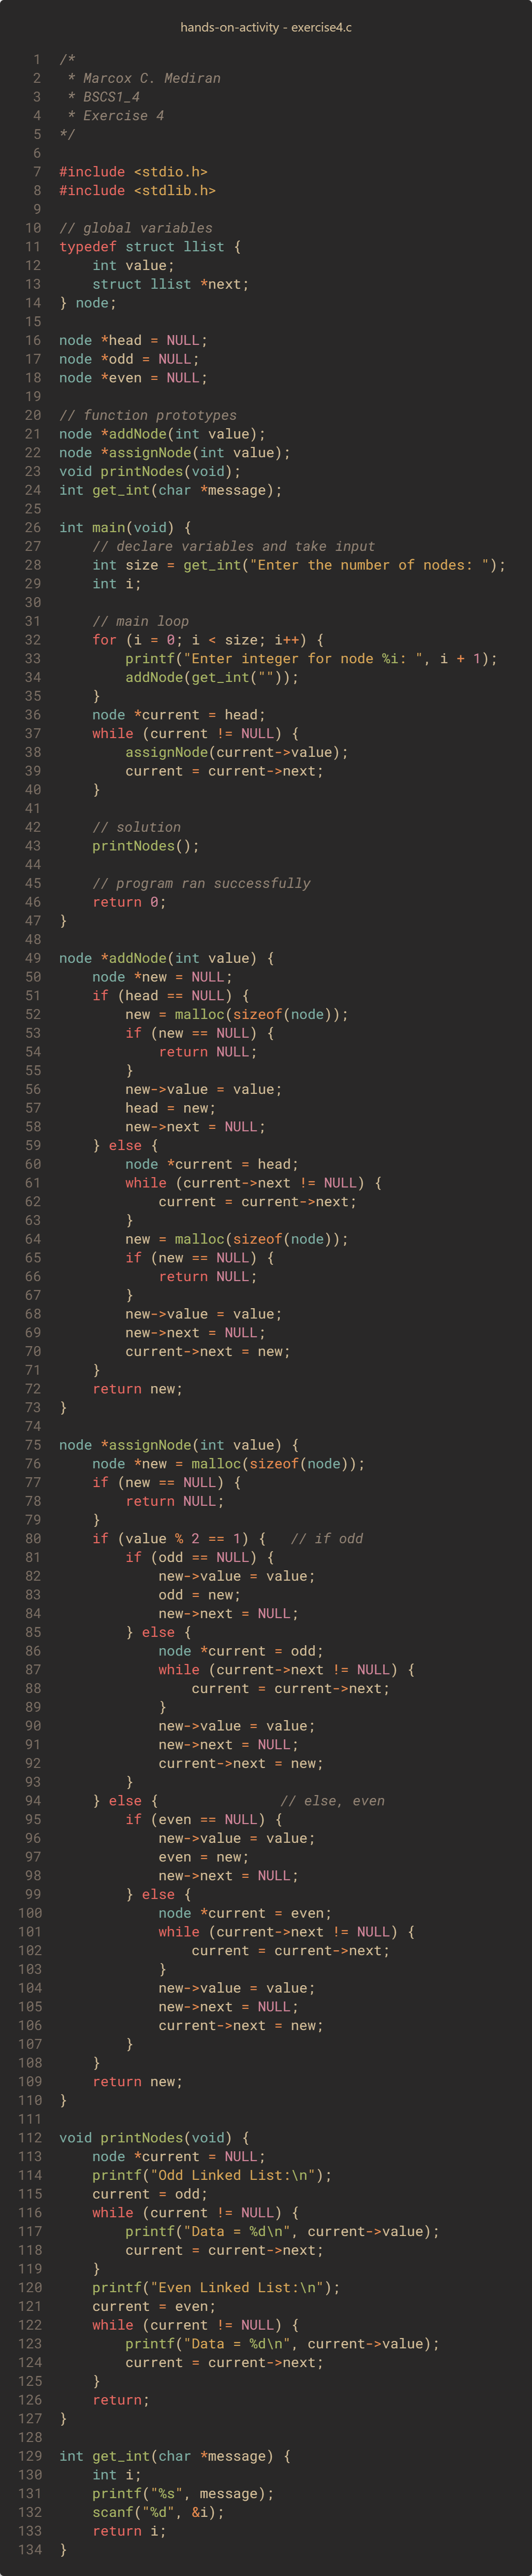 hands-on-activity - exercise4.c
1 /*
2  * Marcox C. Mediran
3  * BSCS1_4
4  * Exercise 4
5 */
6
7 #include <stdio.h>
8 #include <stdlib.h>
9
10 // global variables
11 typedef struct llist {
12     int value;
13     struct llist *next;
14 } node;
15
16 node *head = NULL;
17 node *odd = NULL;
18 node *even = NULL;
19
20 // function prototypes
21 node *addNode(int value);
22 node *assignNode(int value);
23 void printNodes(void);
24 int get_int(char *message);
25
26 int main(void) {
27     // declare variables and take input
28     int size = get_int("Enter the number of nodes: ");
29     int i;
30
31     // main loop
32     for (i = 0; i < size; i++) {
33         printf("Enter integer for node %i: ", i + 1);
34         addNode(get_int(""));
35     }
36     node *current = head;
37     while (current != NULL) {
38         assignNode(current->value);
39         current = current->next;
40     }
41
42     // solution
43     printNodes();
44
45     // program ran successfully
46     return 0;
47 }
48
49 node *addNode(int value) {
50     node *new = NULL;
51     if (head == NULL) {
52         new = malloc(sizeof(node));
53         if (new == NULL) {
54             return NULL;
55         }
56         new->value = value;
57         head = new;
58         new->next = NULL;
59     } else {
60         node *current = head;
61         while (current->next != NULL) {
62             current = current->next;
63         }
64         new = malloc(sizeof(node));
65         if (new == NULL) {
66             return NULL;
67         }
68         new->value = value;
69         new->next = NULL;
70         current->next = new;
71     }
72     return new;
73 }
74
75 node *assignNode(int value) {
76     node *new = malloc(sizeof(node));
77     if (new == NULL) {
78         return NULL;
79     }
80     if (value % 2 == 1) {   // if odd
81         if (odd == NULL) {
82             new->value = value;
83             odd = new;
84             new->next = NULL;
85         } else {
86             node *current = odd;
87             while (current->next != NULL) {
88                 current = current->next;
89             }
90             new->value = value;
91             new->next = NULL;
92             current->next = new;
93         }
94     } else {               // else, even
95         if (even == NULL) {
96             new->value = value;
97             even = new;
98             new->next = NULL;
99         } else {
100             node *current = even;
101             while (current->next != NULL) {
102                 current = current->next;
103             }
104             new->value = value;
105             new->next = NULL;
106             current->next = new;
107         }
108     }
109     return new;
110 }
111
112 void printNodes(void) {
113     node *current = NULL;
114     printf("Odd Linked List:\n");
115     current = odd;
116     while (current != NULL) {
117         printf("Data = %d\n", current->value);
118         current = current->next;
119     }
120     printf("Even Linked List:\n");
121     current = even;
122     while (current != NULL) {
123         printf("Data = %d\n", current->value);
124         current = current->next;
125     }
126     return;
127 }
128
129 int get_int(char *message) {
130     int i;
131     printf("%s", message);
132     scanf("%d", &i);
133     return i;
134 }